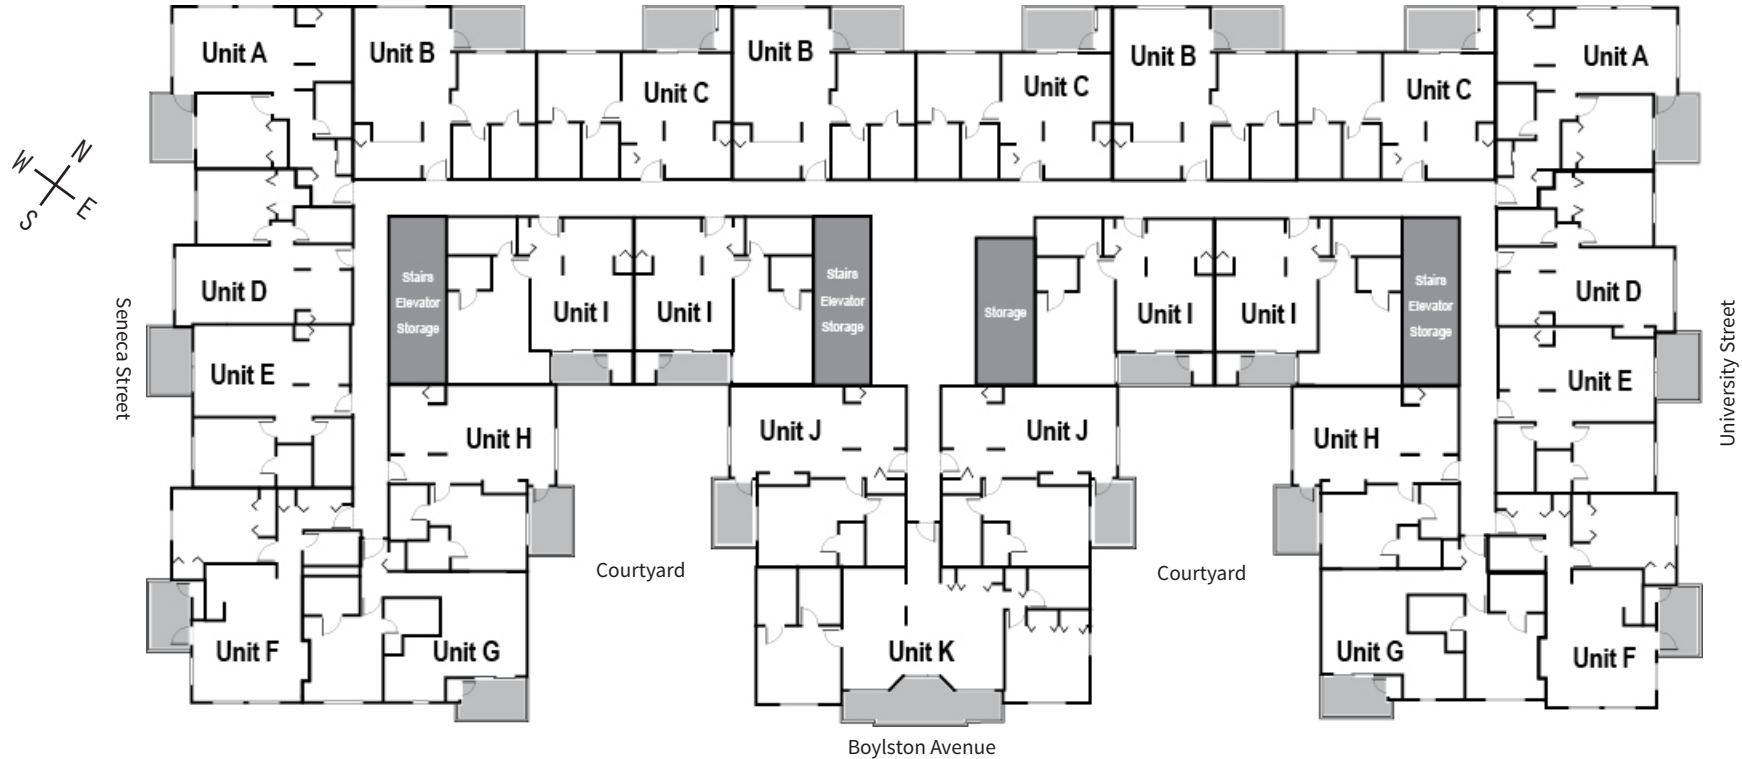 Unit A
Unit B
Unit C
Unit B
Unit C
Unit B
Unit C
Unit A
N
W
E
S
Unit D
Stairs
Elevator
Storage
Unit I
Unit I
Stairs
Elevator
Storage
Storage
Unit I
Unit I
Stairs
Elevator
Storage
Unit D
Seneca Street
University Street
Unit E
Unit H
Unit J
Unit J
Unit H
Unit E
Courtyard
Courtyard
Unit F
Unit G
Unit K
Unit G
Unit F
Boylston Avenue